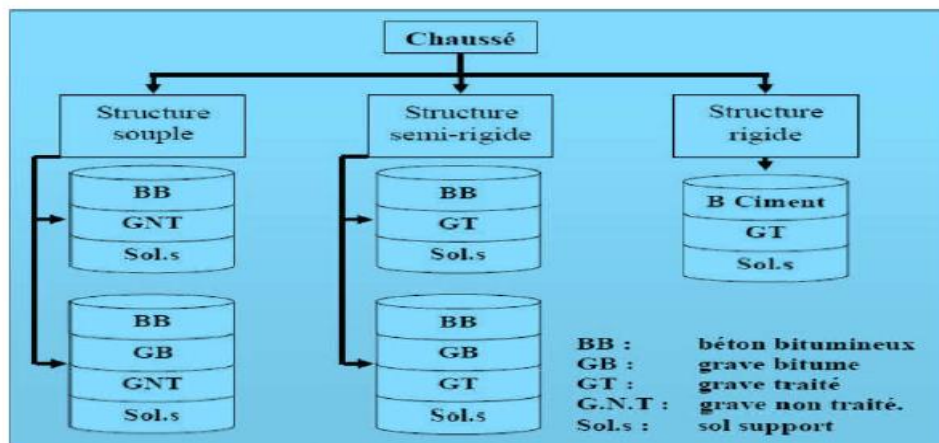 Chaussé
Structure
souple
BB
GNT
Sol.s
BB
GB
GNT
Sol.s
Structure
semi-rigide
BB
GT
Sol.s
BB
GB
GT
Sol.s
Structure
rigide
B Ciment
GT
Sol.s
BB : béton bitumineux
GB : grave bitume
GT : grave traité
G.N.T : grave non traité.
Sol.s : sol support